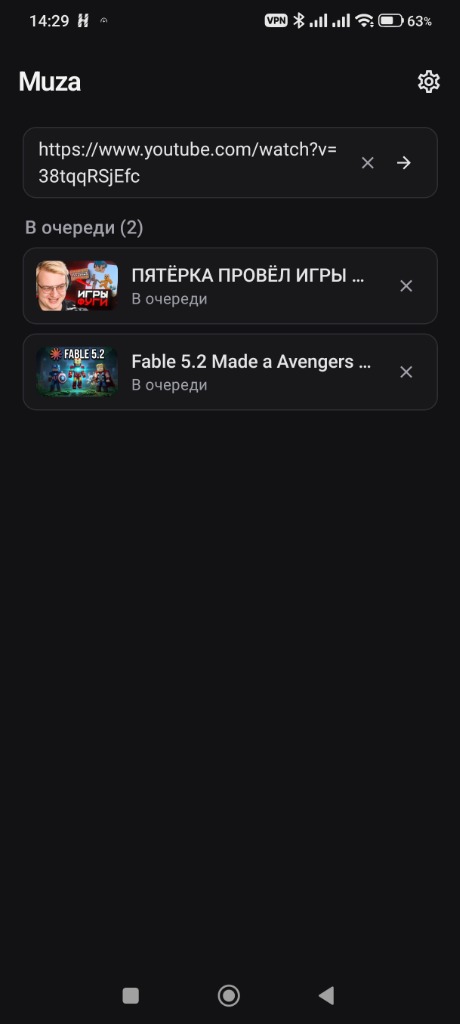 14:29
VPN
63%
Muza
https://www.youtube.com/watch?v=
38tqqRSjEfc
В очереди (2)
ИГРЫ
ФУГИ
ПЯТЁРКА ПРОВЁЛ ИГРЫ ...
В очереди
FABLE 5.2
Fable 5.2 Made a Avengers ...
В очереди